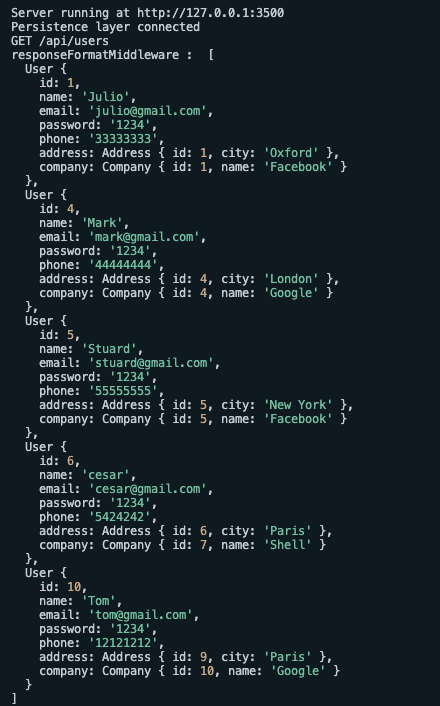 Server running at http://127.0.0.1:3500
Persistence layer connected
GET /api/users
responseFormatMiddleware :  [
  User {
    id: 1,
    name: 'Julio',
    email: 'julio@gmail.com',
    password: '1234',
    phone: '33333333',
    address: Address { id: 1, city: 'Oxford' },
    company: Company { id: 1, name: 'Facebook' }
  },
  User {
    id: 4,
    name: 'Mark',
    email: 'mark@gmail.com',
    password: '1234',
    phone: '44444444',
    address: Address { id: 4, city: 'London' },
    company: Company { id: 4, name: 'Google' }
  },
  User {
    id: 5,
    name: 'Stuard',
    email: 'stuard@gmail.com',
    password: '1234',
    phone: '55555555',
    address: Address { id: 5, city: 'New York' },
    company: Company { id: 5, name: 'Facebook' }
  },
  User {
    id: 6,
    name: 'cesar',
    email: 'cesar@gmail.com',
    password: '1234',
    phone: '5424242',
    address: Address { id: 6, city: 'Paris' },
    company: Company { id: 7, name: 'Shell' }
  },
  User {
    id: 10,
    name: 'Tom',
    email: 'tom@gmail.com',
    password: '1234',
    phone: '12121212',
    address: Address { id: 9, city: 'Paris' },
    company: Company { id: 10, name: 'Google' }
  }
]